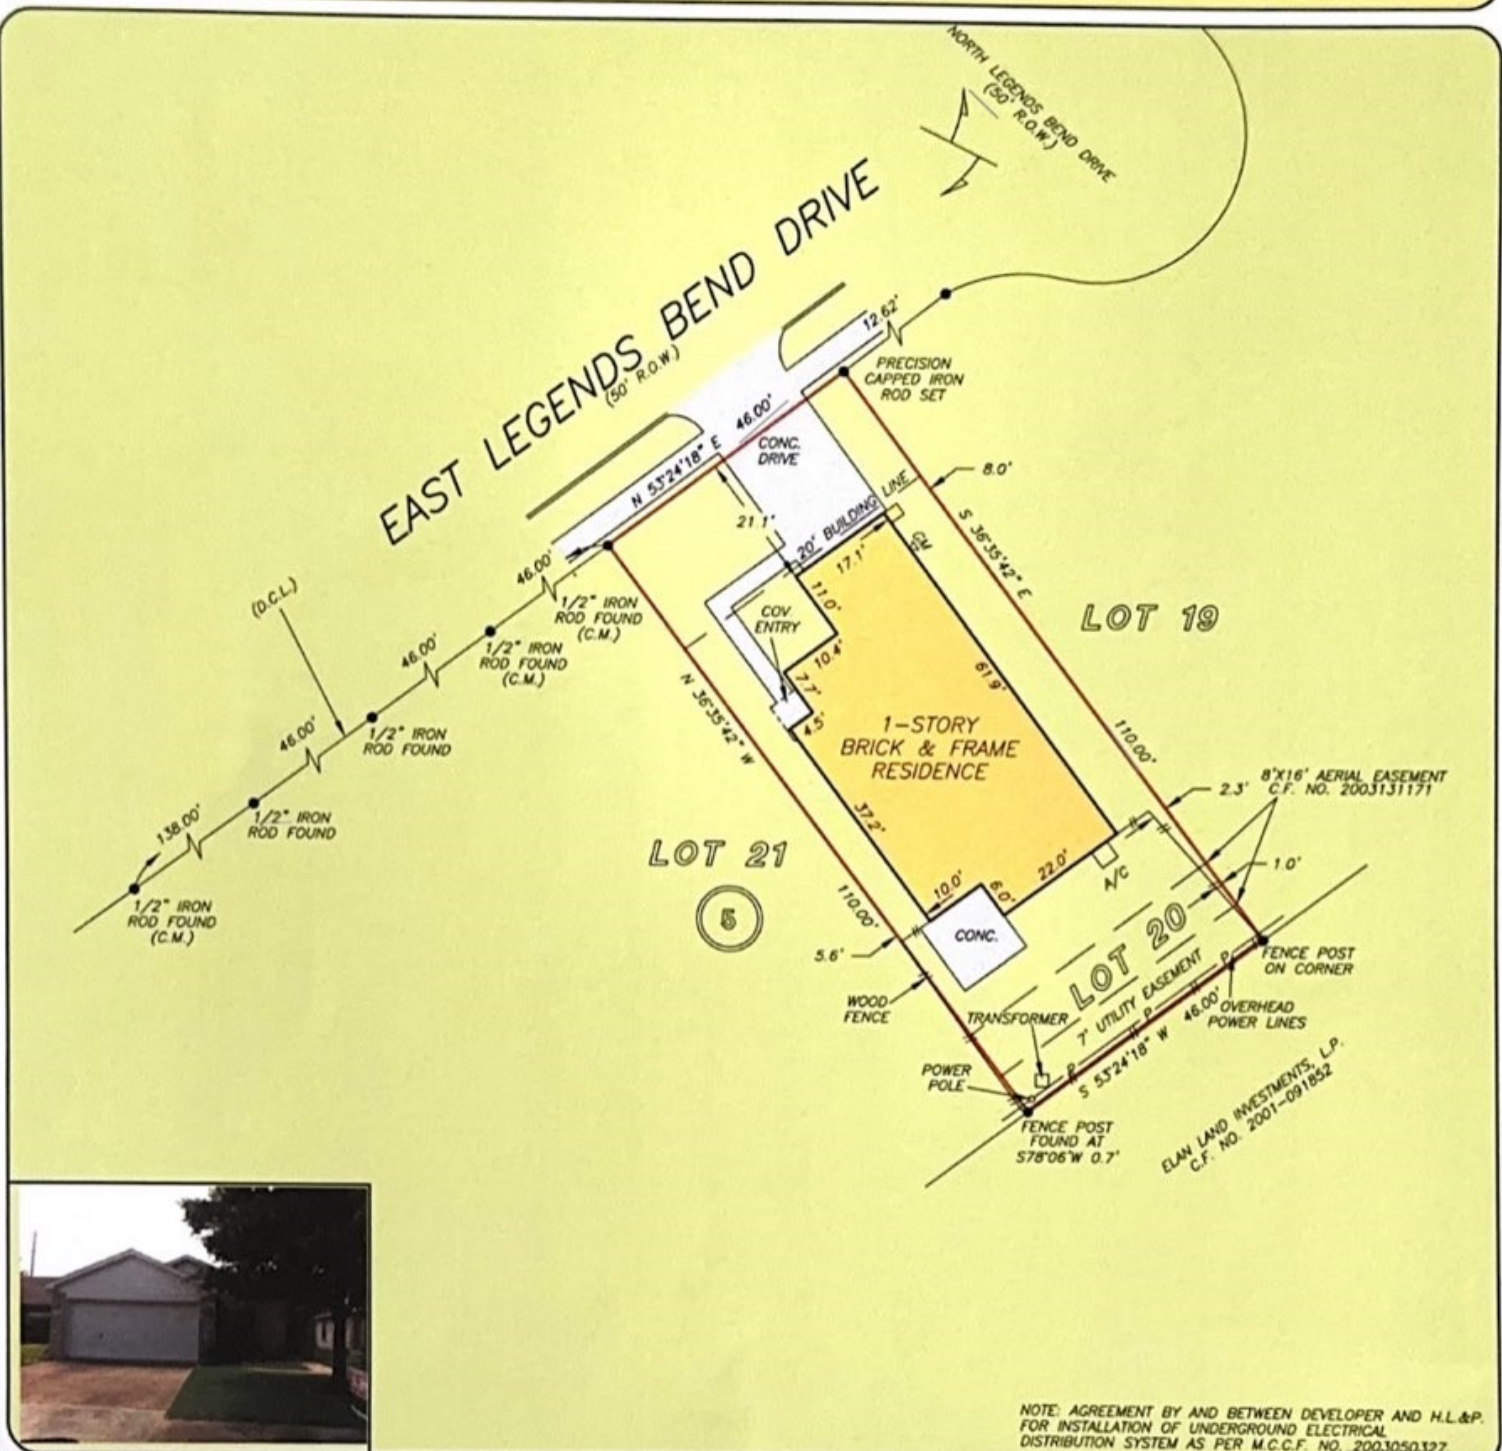 NORTH LEGENDS BEND DRIVE
(50' R.O.W.)
EAST LEGENDS BEND DRIVE
(50' R.O.W.)
12.62'
PRECISION
CAPPED IRON
ROD SET
N 53°24'18" E
46.00'
CONC.
DRIVE
8.0'
21.1'
20' BUILDING LINE
17.1'
GM
S 36°35'42" E
46.00'
1/2" IRON
ROD FOUND
(C.M.)
(D.C.L.)
11.0'
COV.
ENTRY
LOT 19
46.00'
1/2" IRON
ROD FOUND
(C.M.)
10.4'
7.7'
4.5'
61.9'
N 36°35'42" W
46.00'
1/2" IRON
ROD FOUND
1-STORY
BRICK & FRAME
RESIDENCE
110.00'
8'X16' AERIAL EASEMENT
C.F. NO. 2003131171
2.3'
138.00'
1/2" IRON
ROD FOUND
37.2'
LOT 21
5
1.0'
22.0'
A/C
10.0'
6.0'
1/2" IRON
ROD FOUND
(C.M.)
110.00'
CONC.
5.6'
LOT 20
FENCE POST
ON CORNER
WOOD
FENCE
TRANSFORMER
7' UTILITY EASEMENT
P
P
P
46.00'
OVERHEAD
POWER LINES
POWER
POLE
S 53°24'18" W
FENCE POST
FOUND AT
S78°06'W 0.7'
ELAN LAND INVESTMENTS, L.P.
C.F. NO. 2001-091852
NOTE: AGREEMENT BY AND BETWEEN DEVELOPER AND H.L.&P.
FOR INSTALLATION OF UNDERGROUND ELECTRICAL
DISTRIBUTION SYSTEM AS PER M.C.C.F. NO. 2003050327